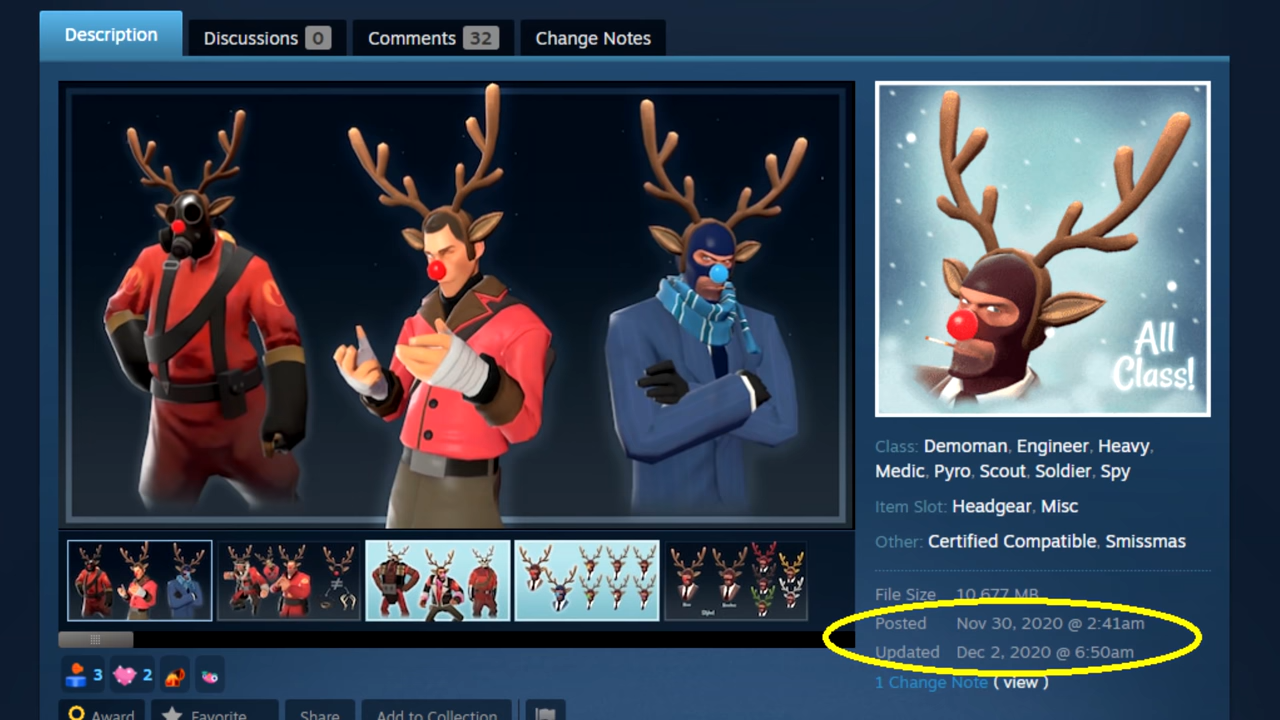 Description
Discussions 0
Comments 32
Change Notes
All
Class!
Class: Demoman, Engineer, Heavy,
Medic, Pyro, Scout, Soldier, Spy
Item Slot: Headgear, Misc
Other: Certified Compatible, Smissmas
File Size 10.677 MB
Posted Nov 30, 2020 @ 2:41am
Updated Dec 2, 2020 @ 6:50am
1 Change Note ( view )
3
2
Award
Favorite
Share
Add to Collection